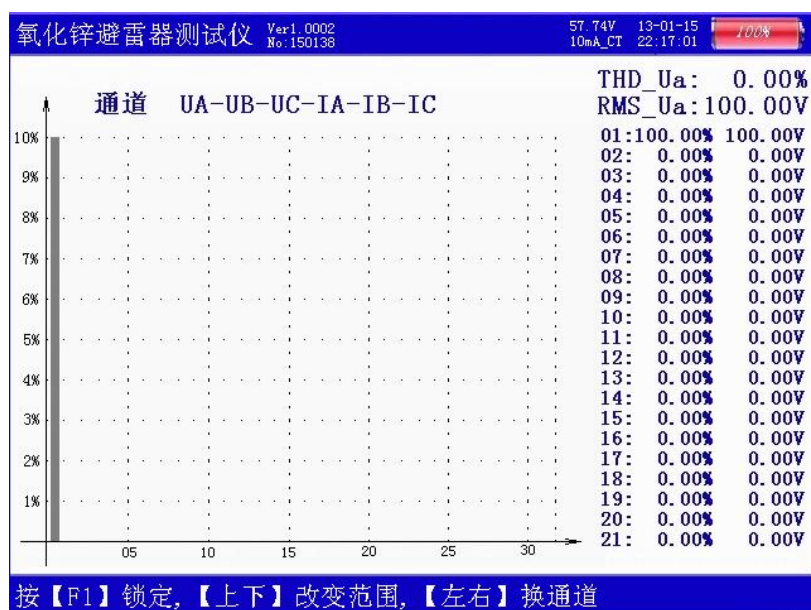 氧化锌避雷器测试仪 Ver1.0002 No:150138
57.74V 13-01-15
10mA_CT 22:17:01
100%
THD_Ua: 0.00%
RMS_Ua:100.00V
通道 UA-UB-UC-IA-IB-IC
10%
9%
8%
7%
6%
5%
4%
3%
2%
1%
05 10 15 20 25 30
01:100.00% 100.00V
02: 0.00% 0.00V
03: 0.00% 0.00V
04: 0.00% 0.00V
05: 0.00% 0.00V
06: 0.00% 0.00V
07: 0.00% 0.00V
08: 0.00% 0.00V
09: 0.00% 0.00V
10: 0.00% 0.00V
11: 0.00% 0.00V
12: 0.00% 0.00V
13: 0.00% 0.00V
14: 0.00% 0.00V
15: 0.00% 0.00V
16: 0.00% 0.00V
17: 0.00% 0.00V
18: 0.00% 0.00V
19: 0.00% 0.00V
20: 0.00% 0.00V
21: 0.00% 0.00V
按【F1】锁定,【上下】改变范围,【左右】换通道